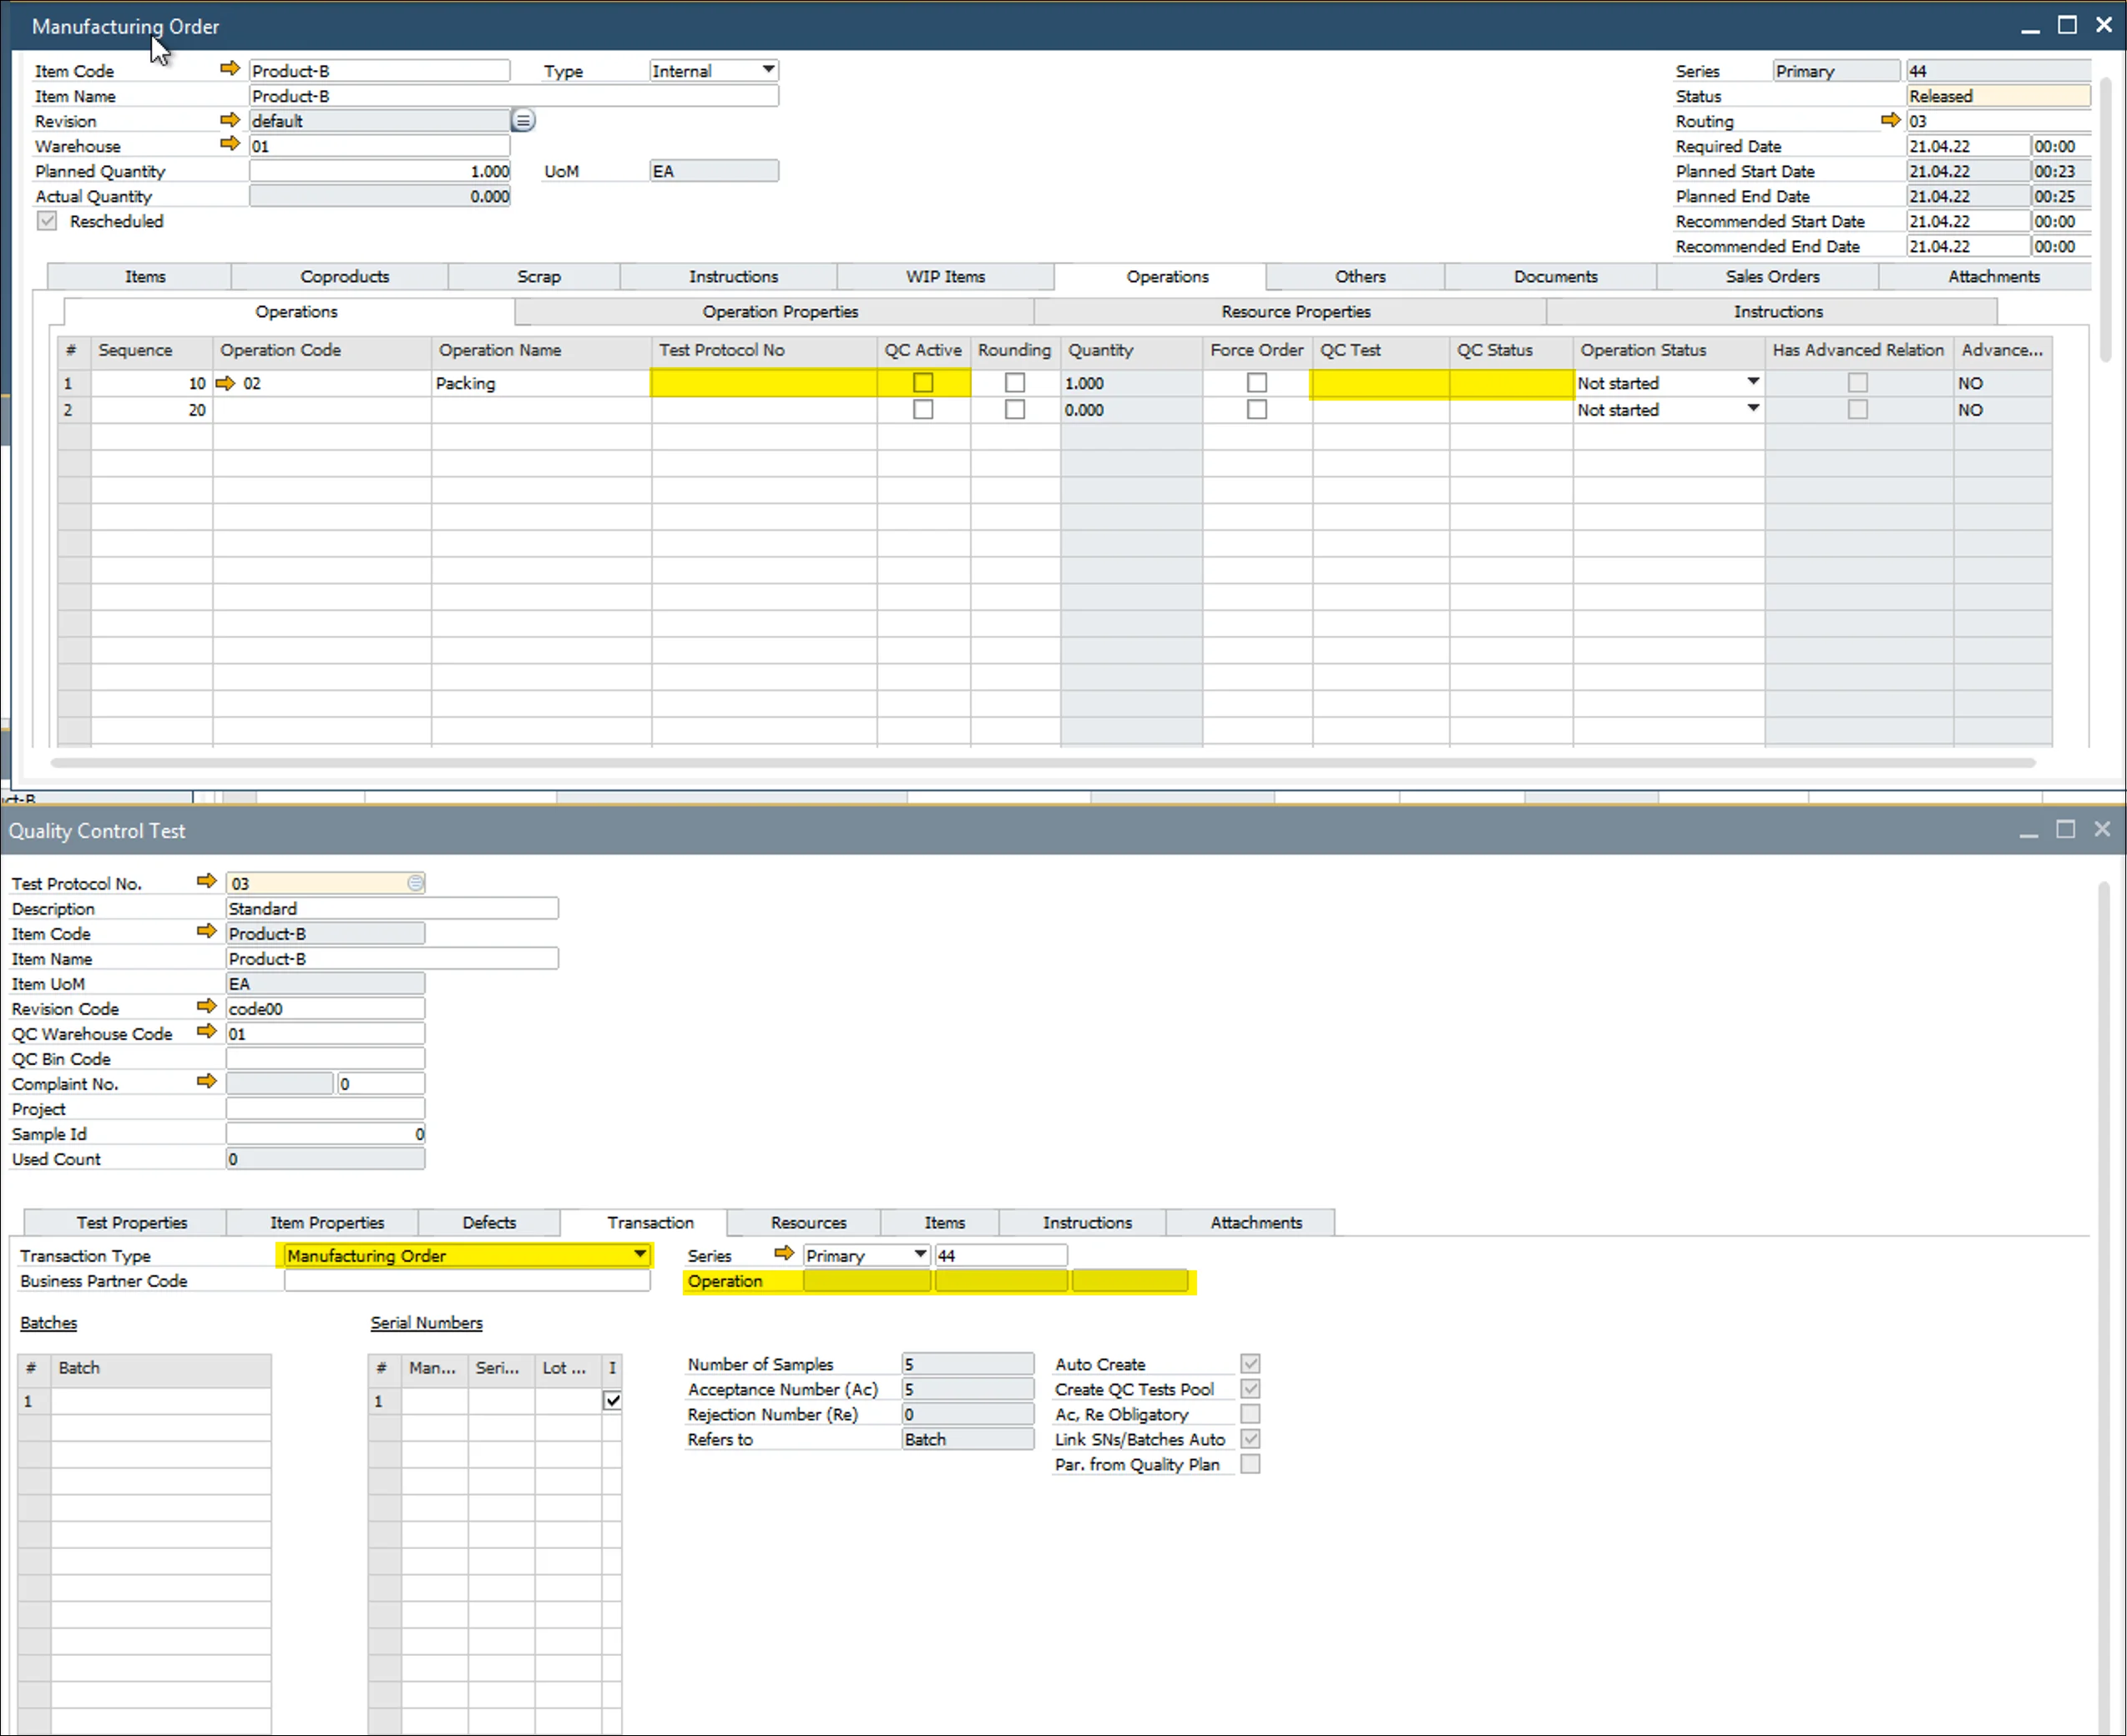 Manufacturing Order
Item Code Product-B Type Internal Series Primary 44
Item Name Product-B Status Released
Revision default Routing 03
Warehouse 01 Required Date 21.04.22 00:00
Planned Quantity 1.000 UoM EA Planned Start Date 21.04.22 00:23
Actual Quantity 0.000 Planned End Date 21.04.22 00:25
Rescheduled Recommended Start Date 21.04.22 00:00
Recommended End Date 21.04.22 00:00
Items Coproducts Scrap Instructions WIP Items Operations Others Documents Sales Orders Attachments
Operations Operation Properties Resource Properties Instructions
# Sequence Operation Code Operation Name Test Protocol No QC Active Rounding Quantity Force Order QC Test QC Status Operation Status Has Advanced Relation Advance...
1 10 02 Packing 1.000 Not started NO
2 20 0.000 Not started NO
Quality Control Test
Test Protocol No. 03
Description Standard
Item Code Product-B
Item Name Product-B
Item UoM EA
Revision Code code00
QC Warehouse Code 01
QC Bin Code
Complaint No. 0
Project
Sample Id 0
Used Count 0
Test Properties Item Properties Defects Transaction Resources Items Instructions Attachments
Transaction Type Manufacturing Order Series Primary 44
Business Partner Code Operation
Batches Serial Numbers
# Batch # Man... Seri... Lot ... I
1 1
Number of Samples 5 Auto Create
Acceptance Number (Ac) 5 Create QC Tests Pool
Rejection Number (Re) 0 Ac, Re Obligatory
Refers to Batch Link SNs/Batches Auto
Par. from Quality Plan